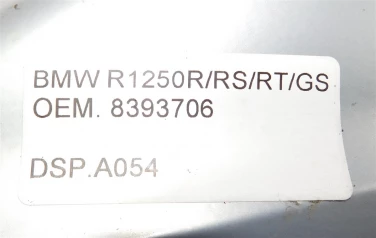 BMW R1250R/RS/RT/GS
OEM. 8393706
DSP.A054